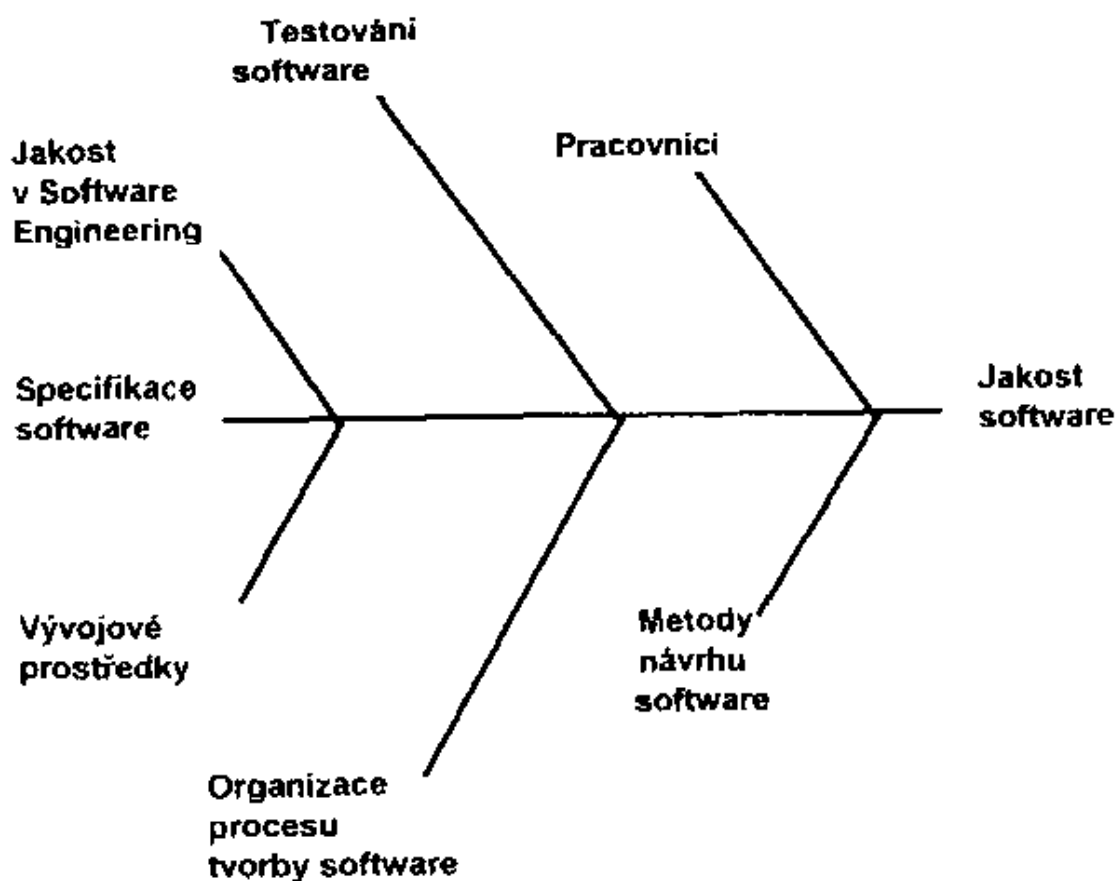 Testování
software
Pracovníci
Jakost
v Software
Engineering
Specifikace
software
Jakost
software
Vývojové
prostředky
Metody
návrhu
software
Organizace
procesu
tvorby software